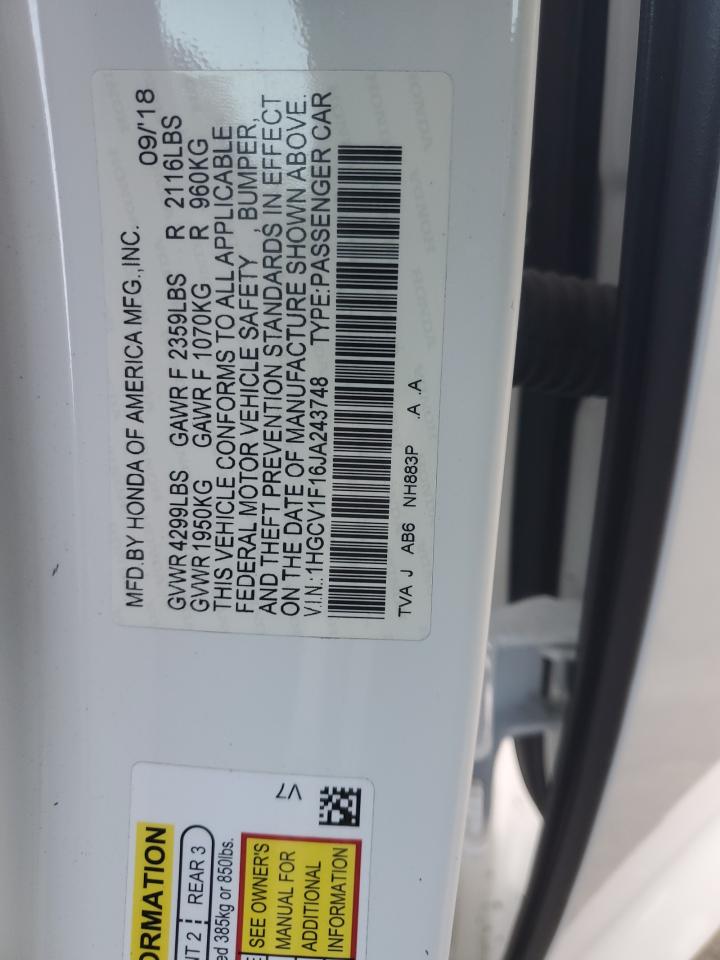 MFD.BY HONDA OF AMERICA MFG.,INC. 09/'18
GVWR 4299LBS GAWR F 2359LBS R 2116LBS
GVWR 1950KG GAWR F 1070KG R 960KG
THIS VEHICLE CONFORMS TO ALL APPLICABLE
FEDERAL MOTOR VEHICLE SAFETY , BUMPER,
AND THEFT PREVENTION STANDARDS IN EFFECT
ON THE DATE OF MANUFACTURE SHOWN ABOVE.
V.I.N.:1HGCV1F16JA243748 TYPE:PASSENGER CAR
TVA J AB6 NH883P .A .A
V7
REAR 3
385kg or 850lbs.
SEE OWNER'S
MANUAL FOR
ADDITIONAL
INFORMATION